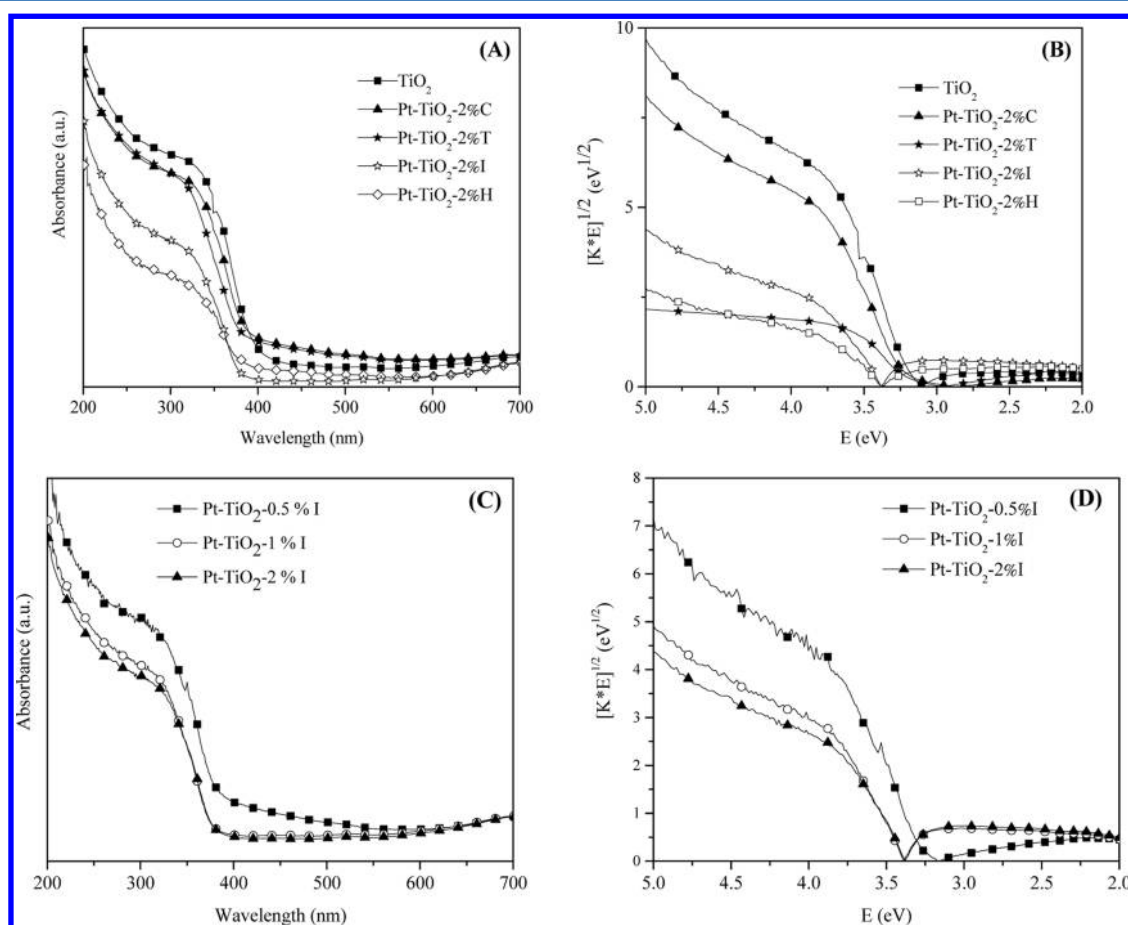 (A)
TiO2
Pt-TiO2-2%C
Pt-TiO2-2%T
Pt-TiO2-2%I
Pt-TiO2-2%H
Absorbance (a.u.)
200 300 400 500 600 700
Wavelength (nm)
(B)
TiO2
Pt-TiO2-2%C
Pt-TiO2-2%T
Pt-TiO2-2%I
Pt-TiO2-2%H
[K*E]1/2 (eV1/2)
10
5
0
5.0 4.5 4.0 3.5 3.0 2.5 2.0
E (eV)
(C)
Pt-TiO2-0.5 % I
Pt-TiO2-1 % I
Pt-TiO2-2 % I
Absorbance (a.u.)
200 300 400 500 600 700
Wavelength (nm)
(D)
Pt-TiO2-0.5%I
Pt-TiO2-1%I
Pt-TiO2-2%I
[K*E]1/2 (eV1/2)
8
7
6
5
4
3
2
1
0
5.0 4.5 4.0 3.5 3.0 2.5 2.0
E (eV)